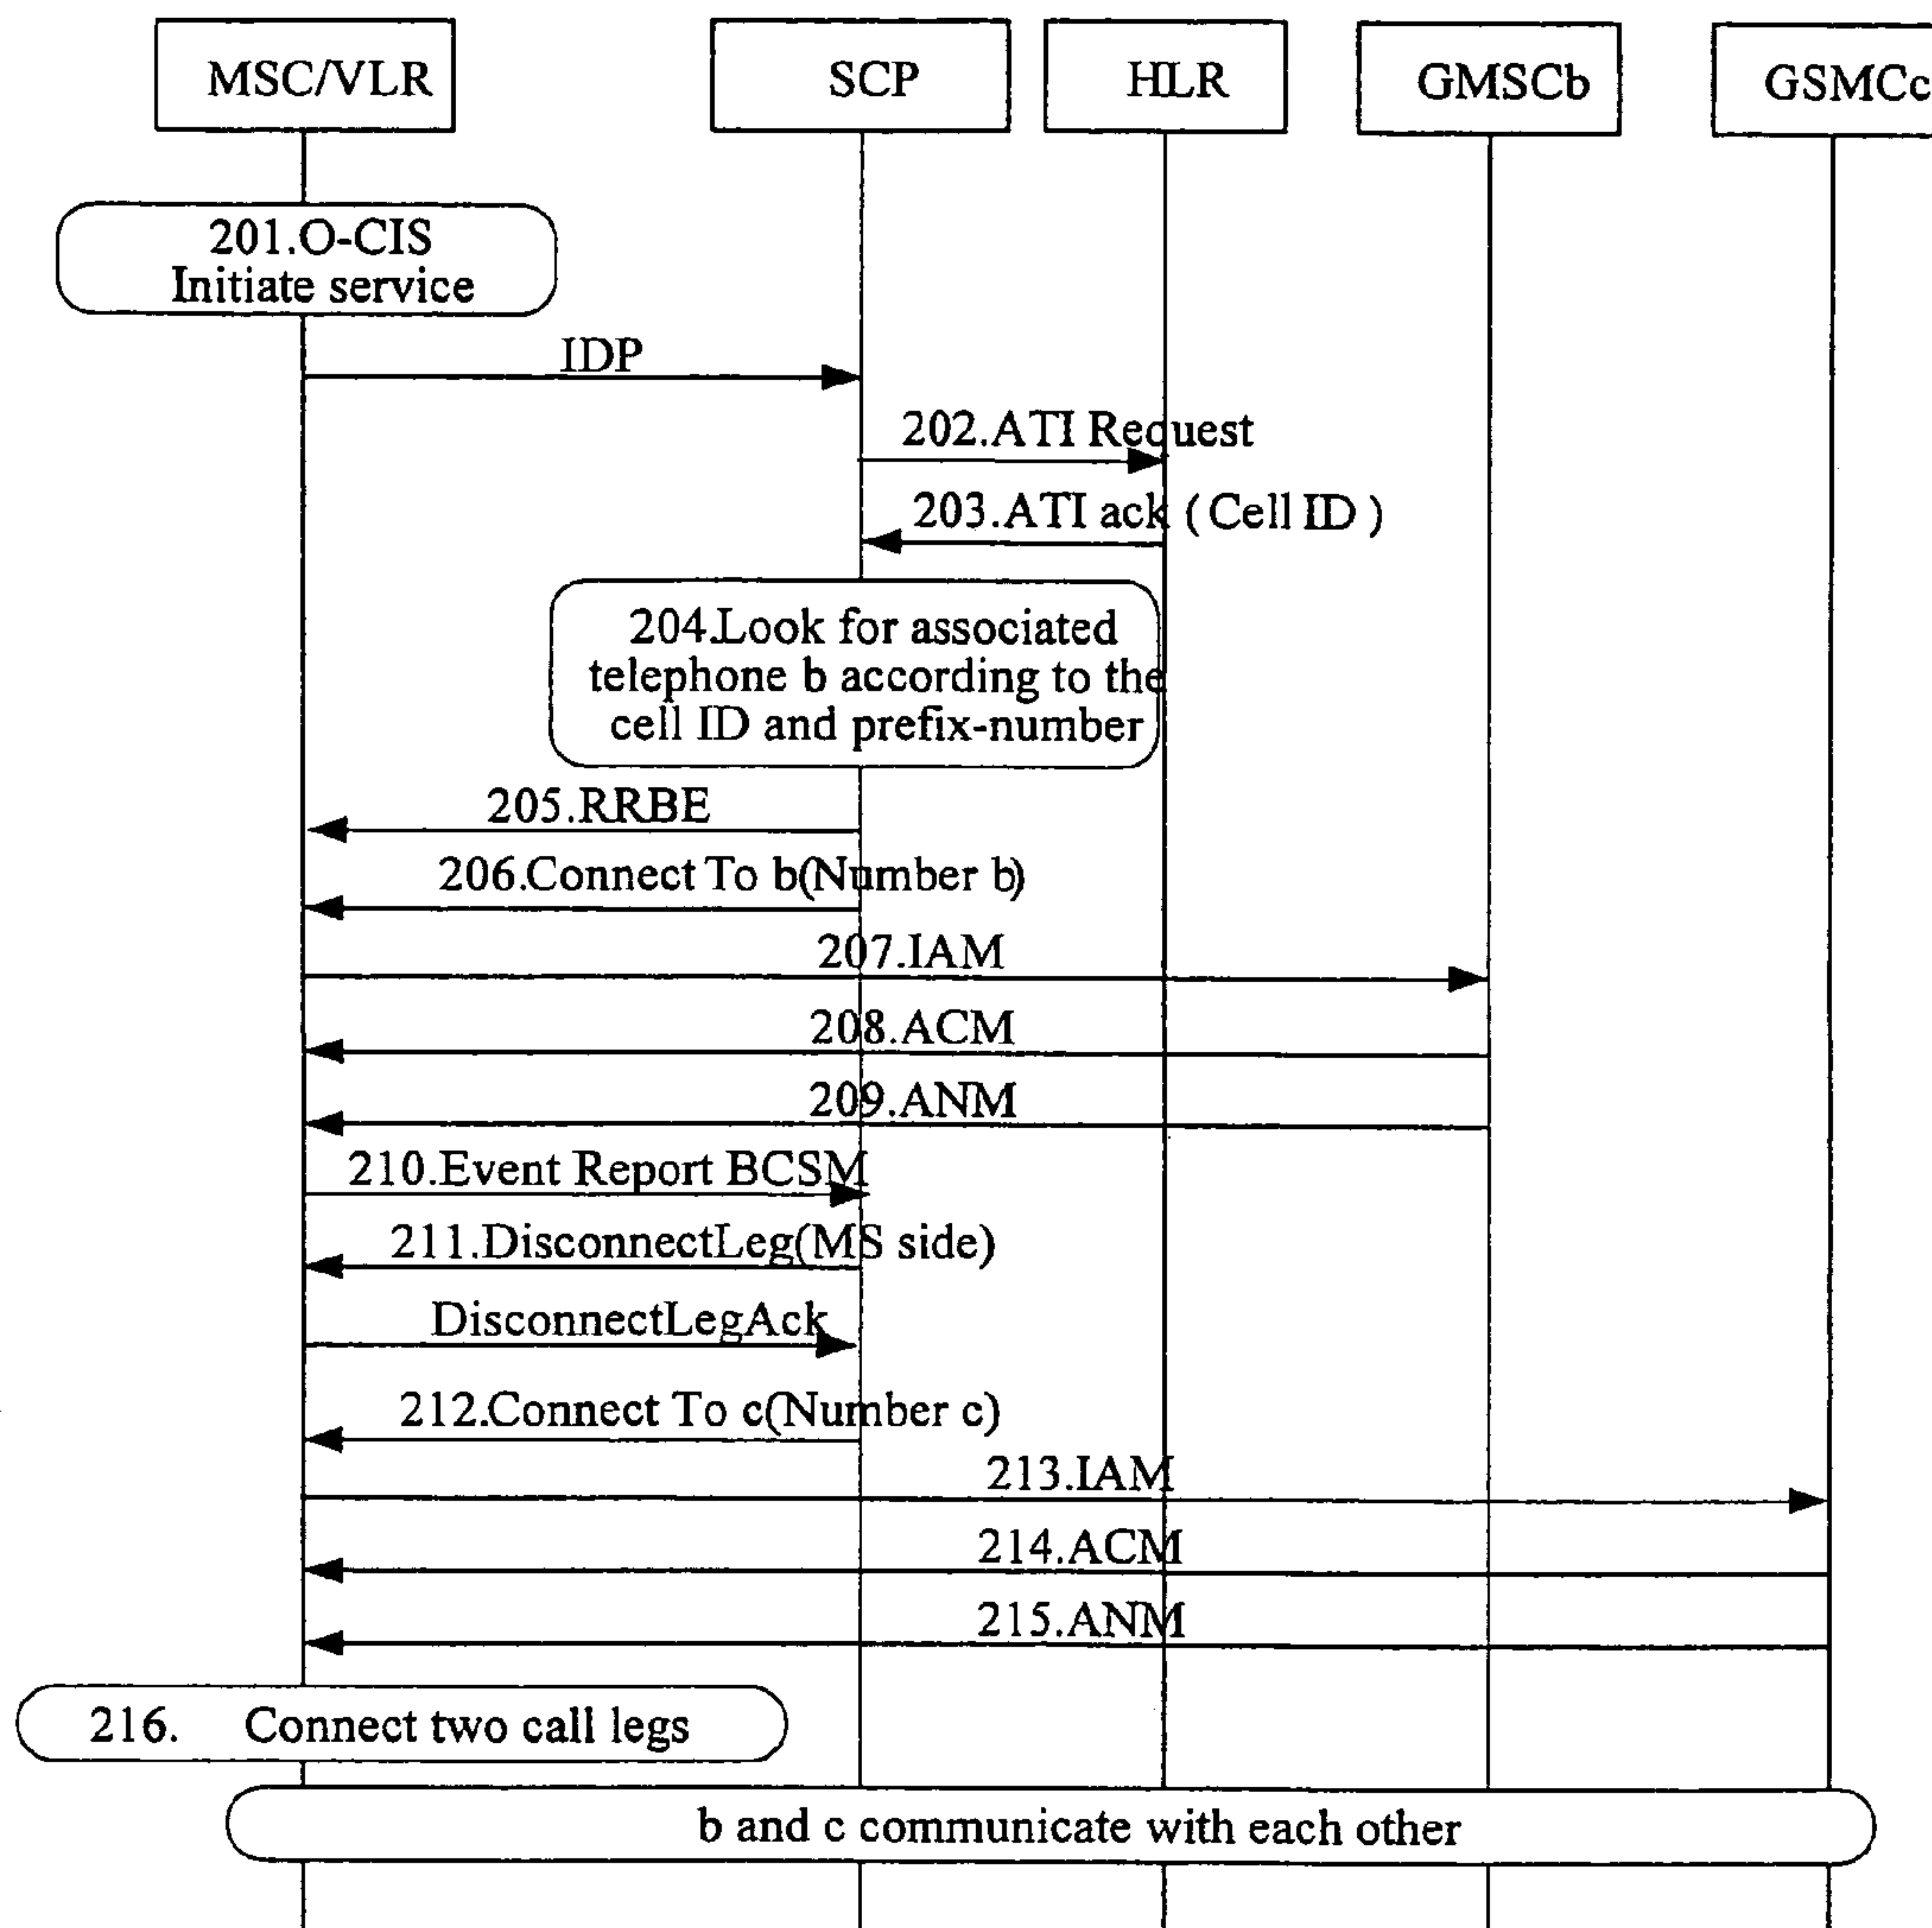 MSC/VLR
SCP
HLR
GMSCb
GSMCc
201.O-CIS
Initiate service
IDP
202.ATI Request
203.ATI ack ( Cell ID )
204.Look for associated
telephone b according to the
cell ID and prefix-number
205.RRBE
206.Connect To b(Number b)
207.IAM
208.ACM
209.ANM
210.Event Report BCSM
211.DisconnectLeg(MS side)
DisconnectLegAck
212.Connect To c(Number c)
213.IAM
214.ACM
215.ANM
216. Connect two call legs
b and c communicate with each other